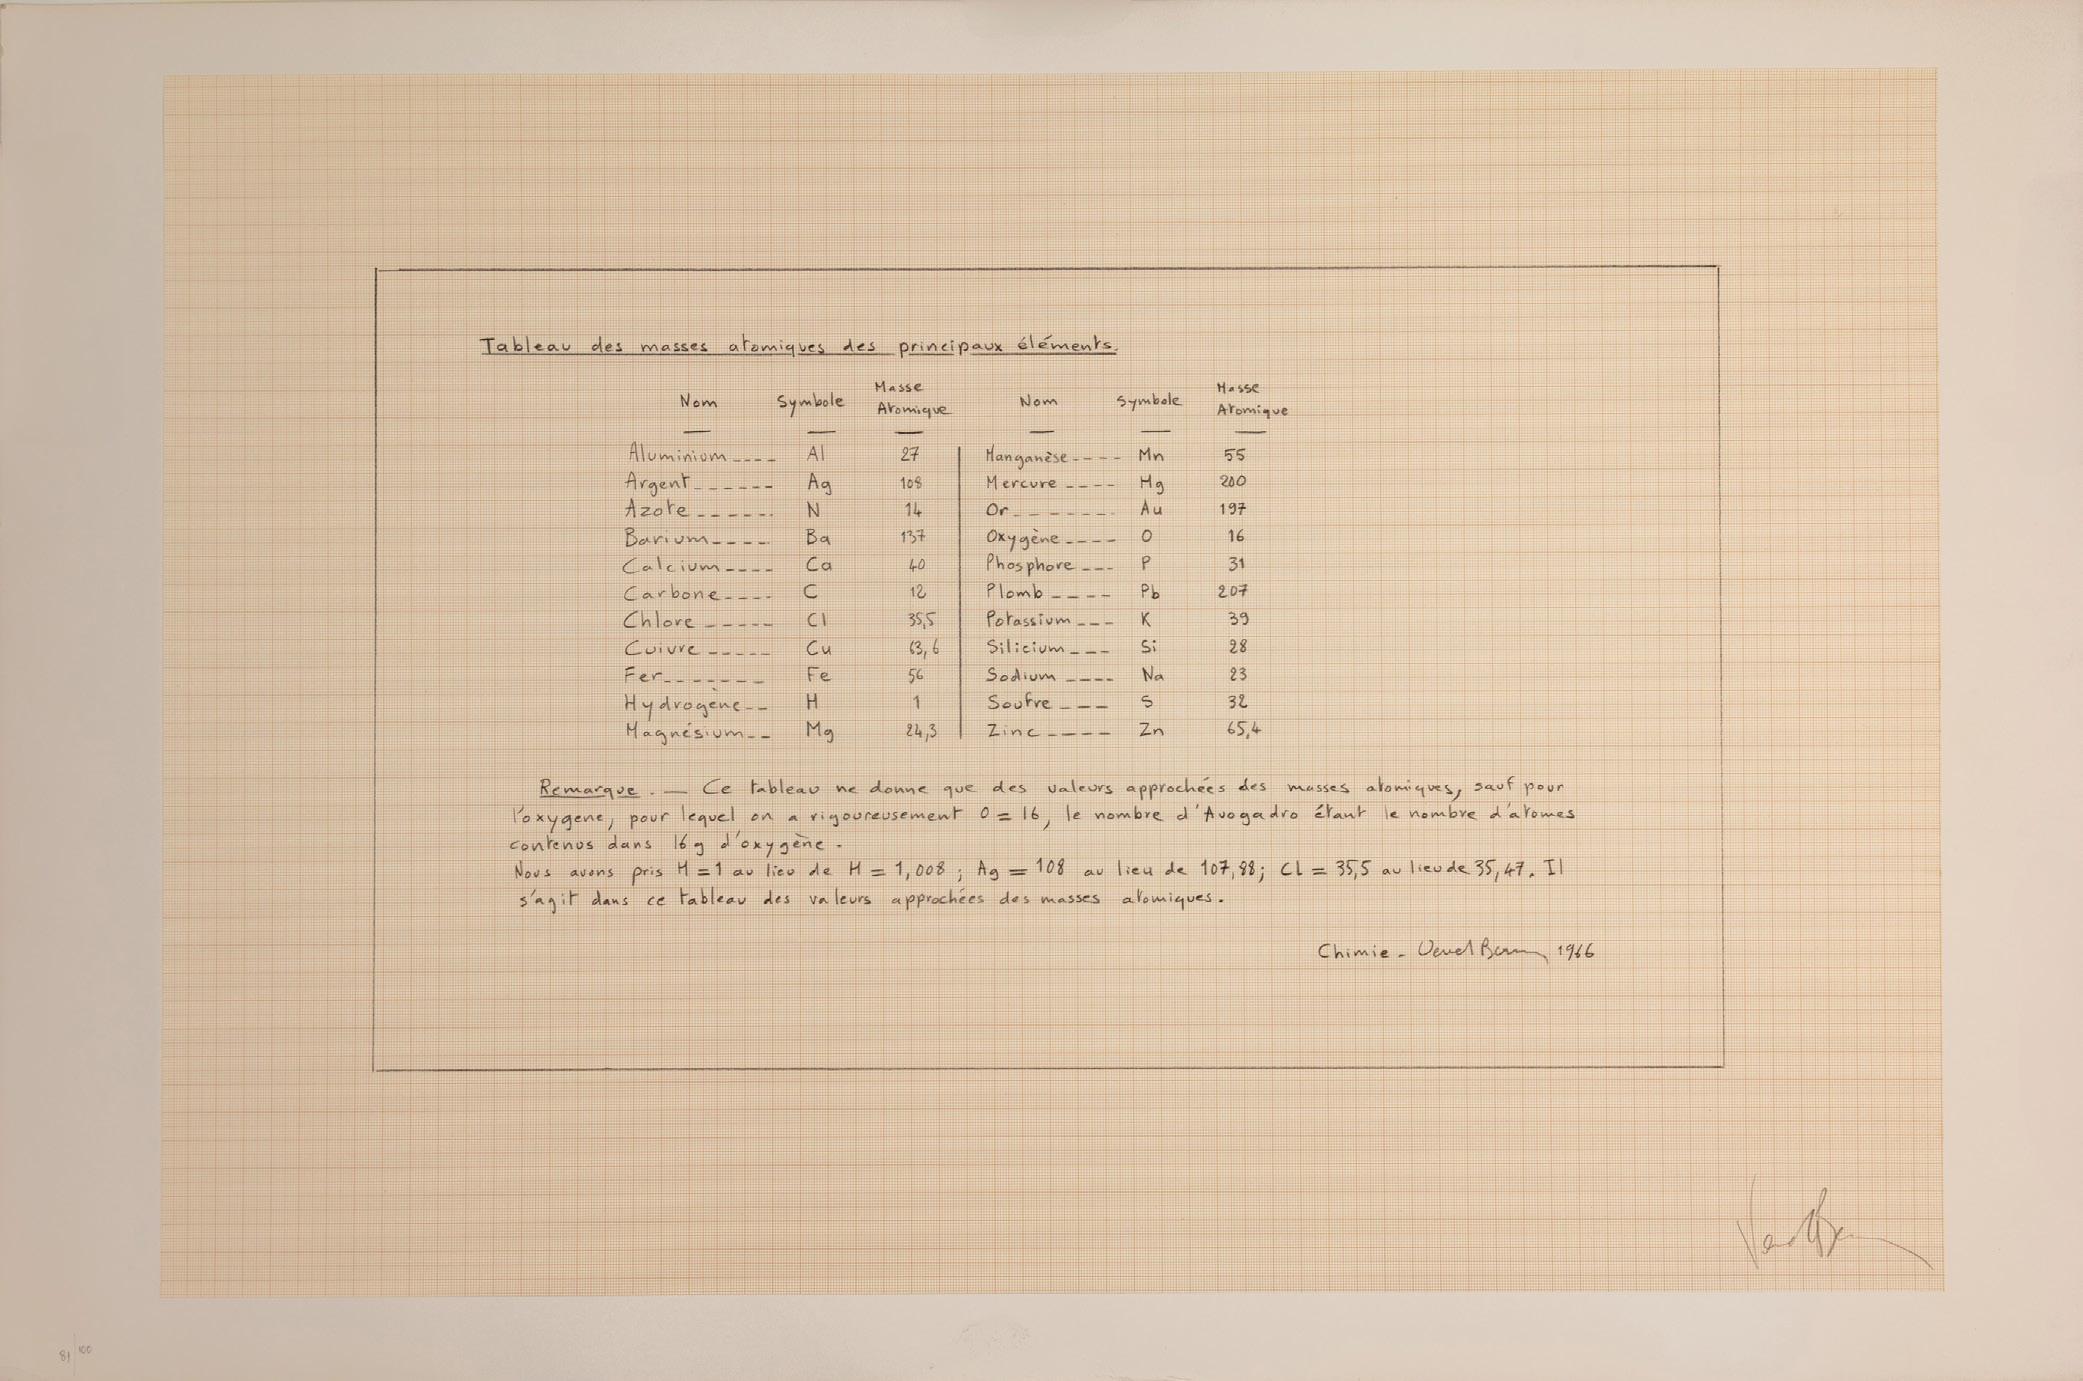 Tableau des masses atomiques des principaux éléments.
Nom Symbole Masse Atomique Nom Symbole Masse Atomique
Aluminium---- Al 27 Manganèse---- Mn 55
Argent------ Ag 108 Mercure---- Hg 200
Azote------ N 14 Or------- Au 197
Barium---- Ba 137 Oxygène---- O 16
Calcium---- Ca 40 Phosphore--- P 31
Carbone---- C 12 Plomb---- Pb 207
Chlore----- Cl 35,5 Potassium--- K 39
Cuivre----- Cu 63,6 Silicium--- Si 28
Fer------- Fe 56 Sodium---- Na 23
Hydrogène-- H 1 Soufre--- S 32
Magnésium-- Mg 24,3 Zinc----- Zn 65,4
Remarque. — Ce tableau ne donne que des valeurs approchées des masses atomiques, sauf pour
l'oxygene, pour lequel on a rigoureusement O = 16, le nombre d'Avogadro étant le nombre d'atomes
contenus dans 16 g d'oxygène.
Nous avons pris H = 1 au lieu de H = 1,008 ; Ag = 108 au lieu de 107,88; Cl = 35,5 au lieu de 35,47. Il
s'agit dans ce tableau des valeurs approchées des masses atomiques.
Chimie - Venet 1966
81/100